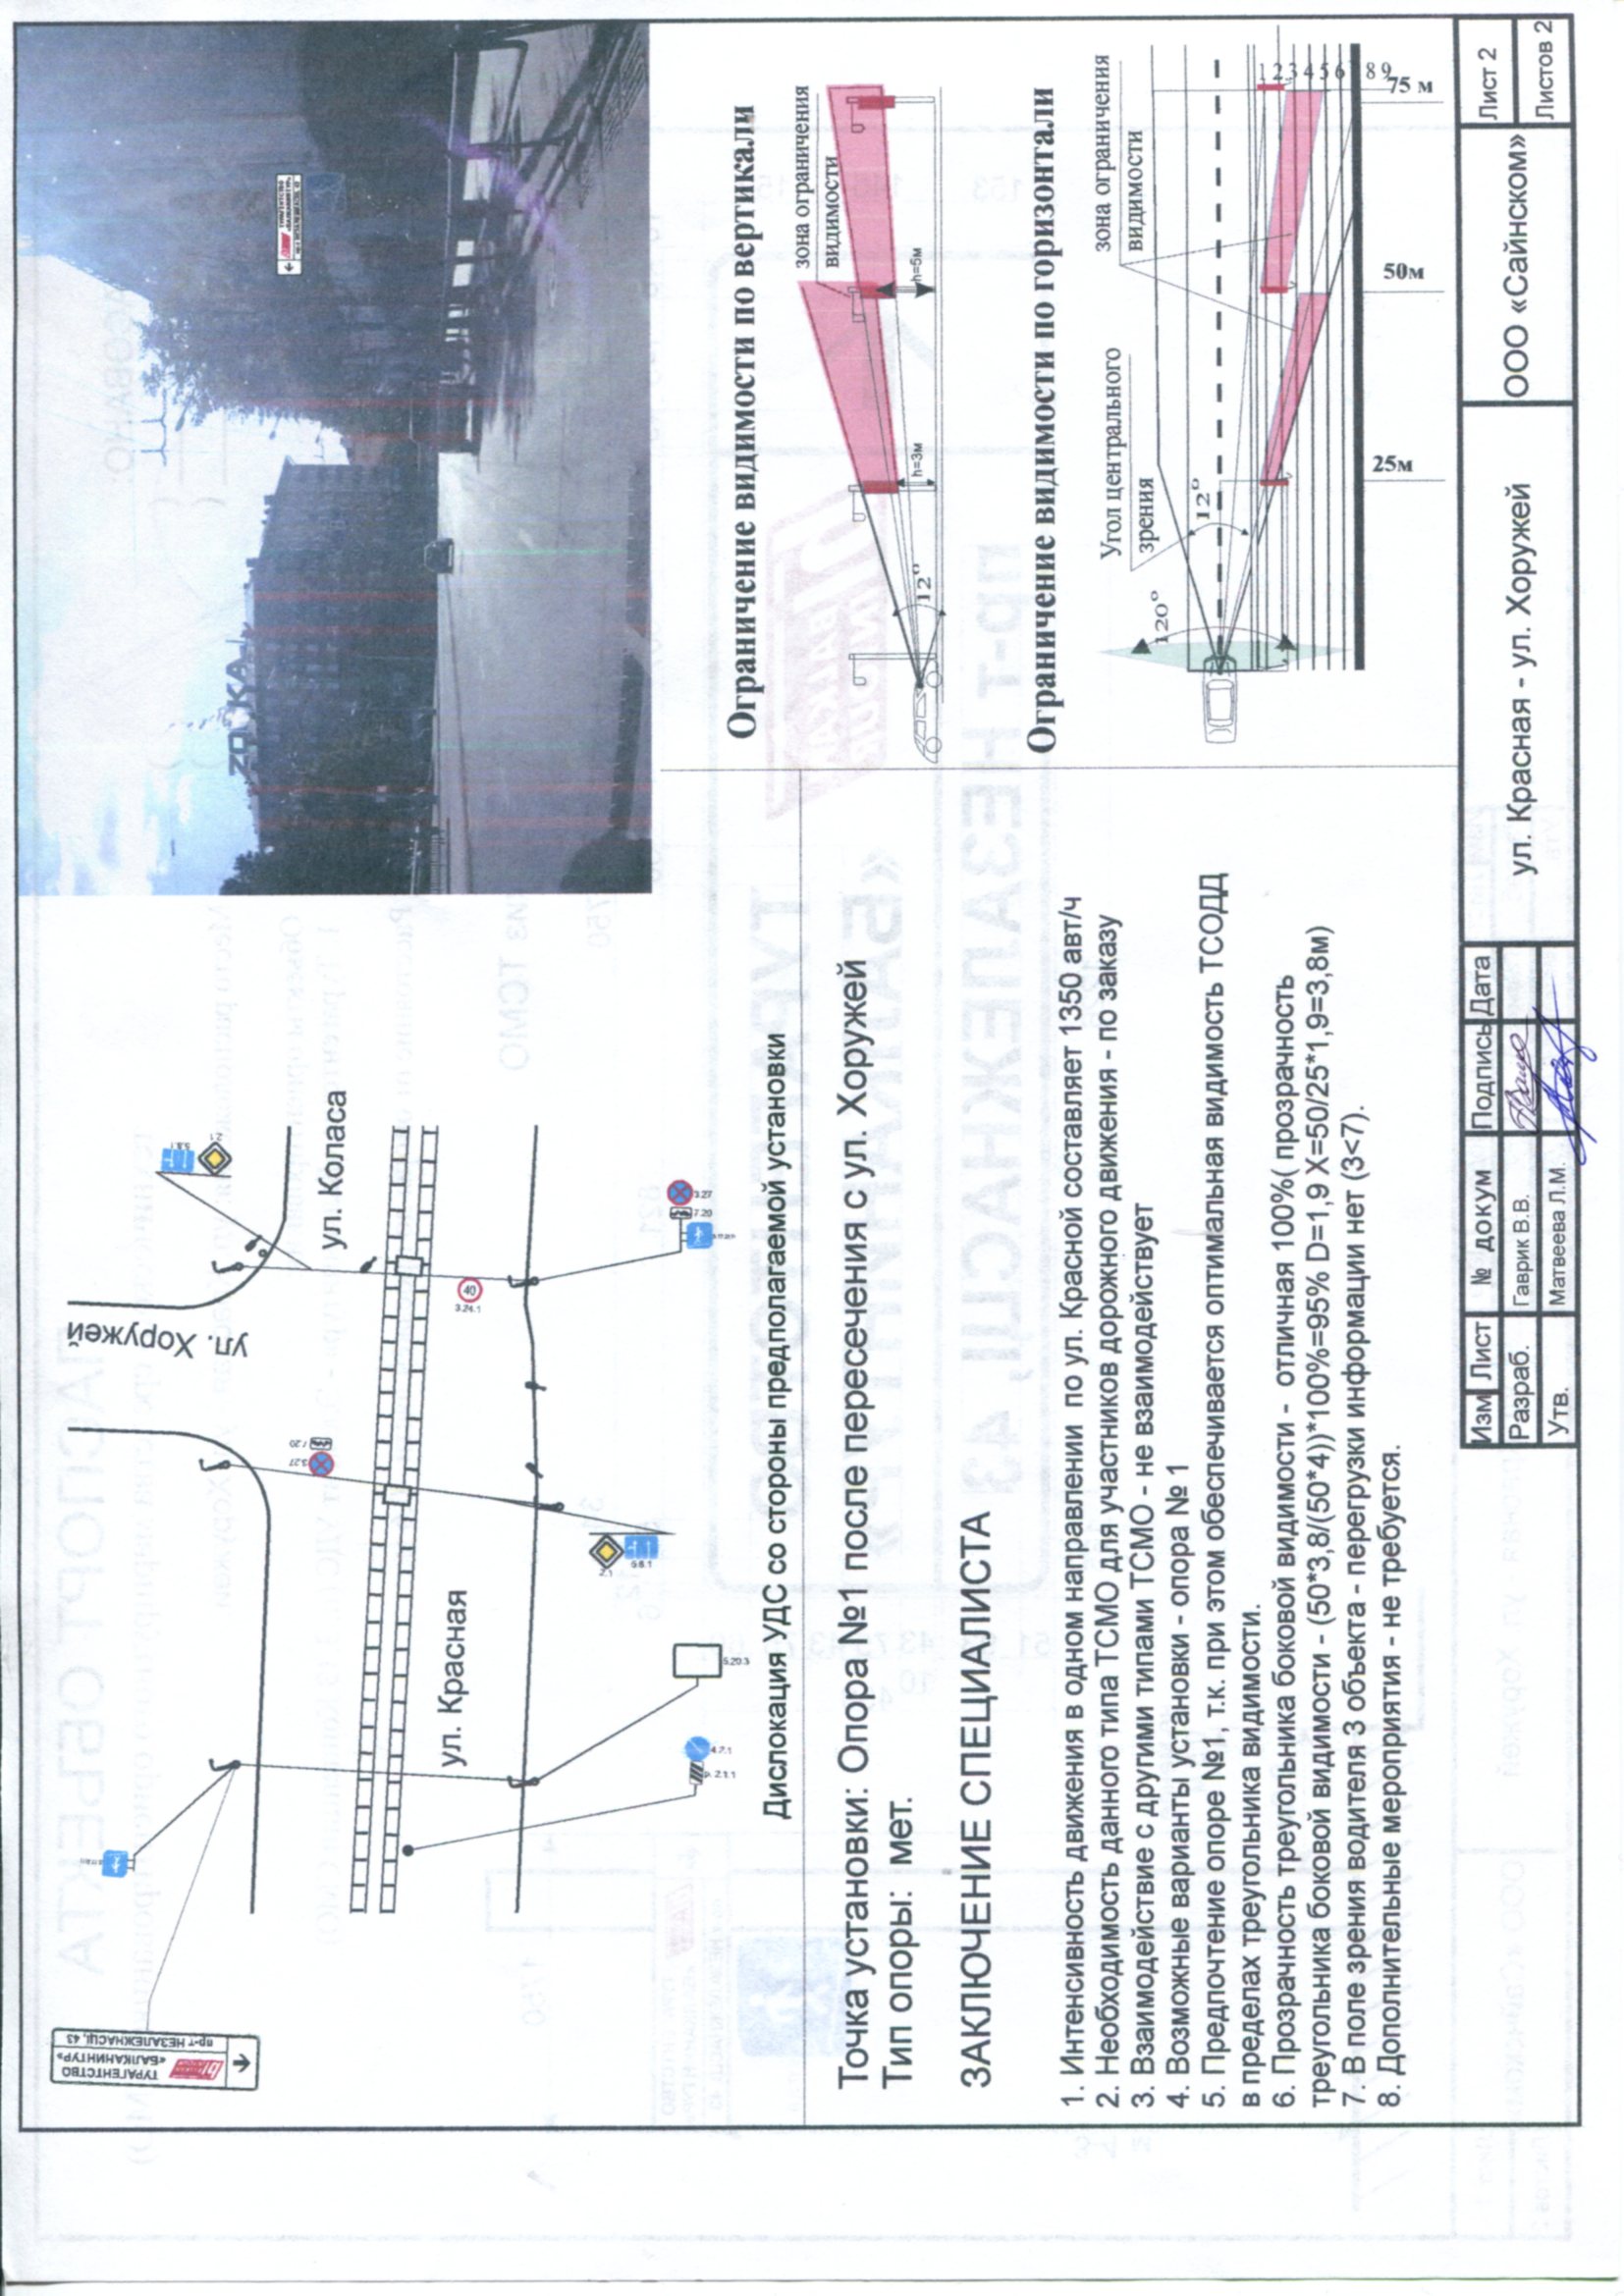 ул. Хоружей
ул. Коласа
ул. Красная
5.8.1
2.1
3.27
7.20
3.24.1
40
3.27
7.20
2.1
5.8.1
5.20.3
4.2.1
ТУРАГЕНТСТВО
«БАЛКАНИНТУР»
пр-т НЕЗАЛЕЖНАСЦІ, 43
Дислокация УДС со стороны предполагаемой установки
ZORKA
Точка установки: Опора №1 после пересечения с ул. Хоружей
Тип опоры: мет.
ЗАКЛЮЧЕНИЕ СПЕЦИАЛИСТА
1. Интенсивность движения в одном направлении по ул. Красной составляет 1350 авт/ч
2. Необходимость данного типа ТСМО для участников дорожного движения - по заказу
3. Взаимодействие с другими типами ТСМО - не взаимодействует
4. Возможные варианты установки - опора № 1
5. Предпочтение опоре №1, т.к. при этом обеспечивается оптимальная видимость ТСОДД
в пределах треугольника видимости.
6. Прозрачность треугольника боковой видимости - отличная 100%( прозрачность
треугольника боковой видимости - (50*3,8/(50*4))*100%=95% D=1,9 X=50/25*1,9=3,8м)
7. В поле зрения водителя 3 объекта - перегрузки информации нет (3<7).
8. Дополнительные мероприятия - не требуется.
Ограничение видимости по вертикали
зона ограничения
видимости
12°
h=3м
h=5м
Ограничение видимости по горизонтали
Угол центрального
зрения
зона ограничения
видимости
120°
12°
1 2 3 4 5 6 8 9
25м
50м
75 м
Изм Лист № докум Подпись Дата
Разраб. Гаврик В.В.
Утв. Матвеева Л.М.
ул. Красная - ул. Хоружей
ООО «Сайнском»
Лист 2
Листов 2